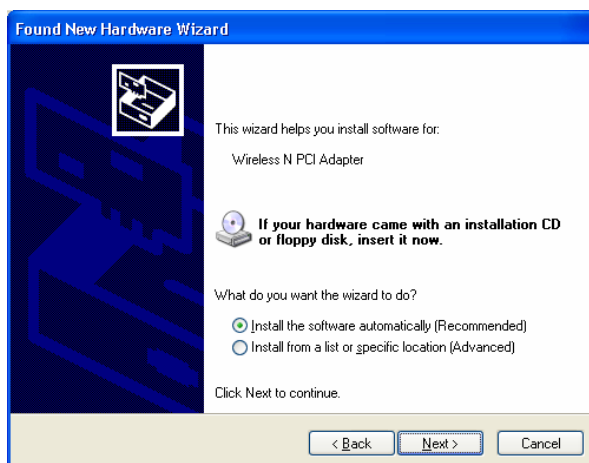 Found New Hardware Wizard
This wizard helps you install software for:
Wireless N PCI Adapter
If your hardware came with an installation CD
or floppy disk, insert it now.
What do you want the wizard to do?
Install the software automatically (Recommended)
Install from a list or specific location (Advanced)
Click Next to continue.
< Back Next > Cancel